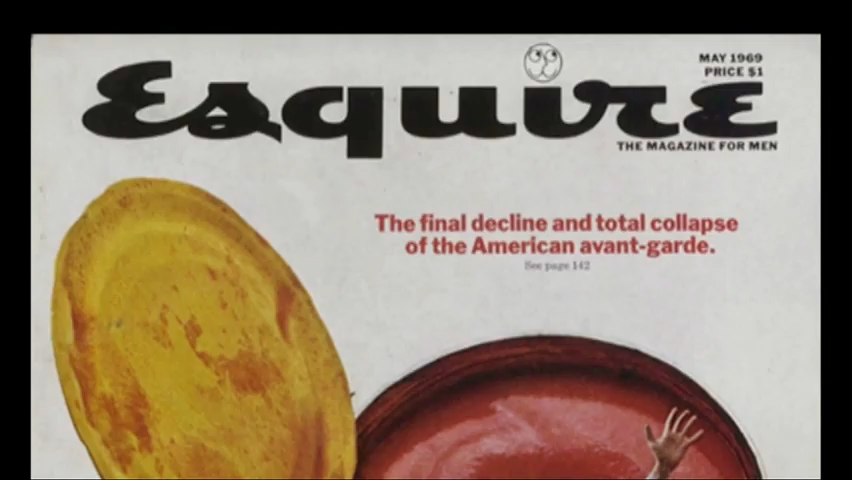 Esquire
MAY 1969
PRICE $1
THE MAGAZINE FOR MEN
The final decline and total collapse
of the American avant-garde.
See page 142